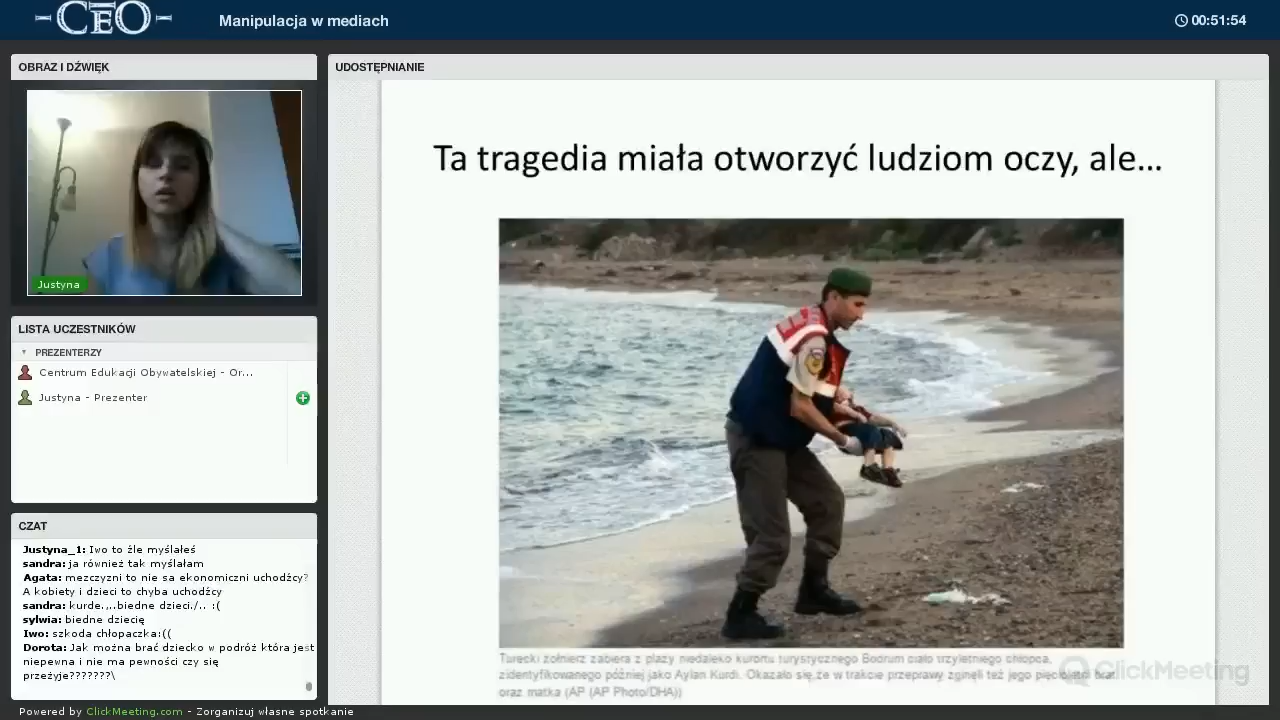 CEO
Manipulacja w mediach
00:51:54
OBRAZ I DŹWIĘK
UDOSTĘPNIANIE
Justyna
Ta tragedia miała otworzyć ludziom oczy, ale...
LISTA UCZESTNIKÓW
PREZENTERZY
Centrum Edukacji Obywatelskiej - Or...
Justyna - Prezenter
CZAT
Justyna_1: Iwo to źle myślałeś
sandra: ja również tak myślałam
Agata: mezczyzni to nie sa ekonomiczni uchodźcy?
A kobiety i dzieci to chyba uchodźcy
sandra: kurde.,..biedne dzieci./.. :(
sylwia: biedne dziecię
Iwo: szkoda chłopaczka:((
Dorota: Jak można brać dziecko w podróż która jest
niepewna i nie ma pewności czy się
przeżyje???????\
Turecki żołnierz zabiera z plaży niedaleko kurortu turystycznego Bodrum ciało trzyletniego chłopca,
zidentyfikowanego później jako Aylan Kurdi. Okazało się, że w trakcie przeprawy zginęli też jego pięcioletni brat
oraz matka (AP (AP Photo/DHA))
ClickMeeting
Powered by ClickMeeting.com - Zorganizuj własne spotkanie